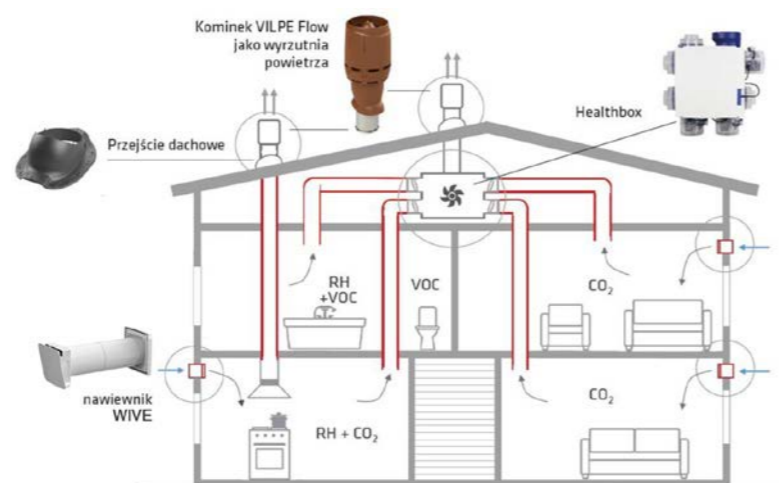 Kominek VILPE Flow
jako wyrzutnia
powietrza
Healthbox
Przejście dachowe
RH
+VOC
VOC
CO₂
nawiewnik
WIVE
RH + CO₂
CO₂